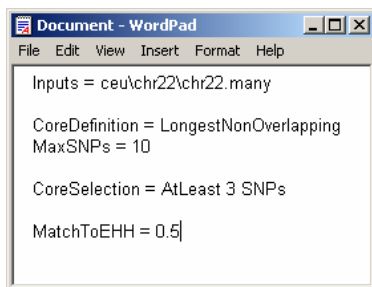 Document - WordPad
File Edit View Insert Format Help
Inputs = ceu\chr22\chr22.many
CoreDefinition = LongestNonOverlapping
MaxSNPs = 10
CoreSelection = AtLeast 3 SNPs
MatchToEHH = 0.5